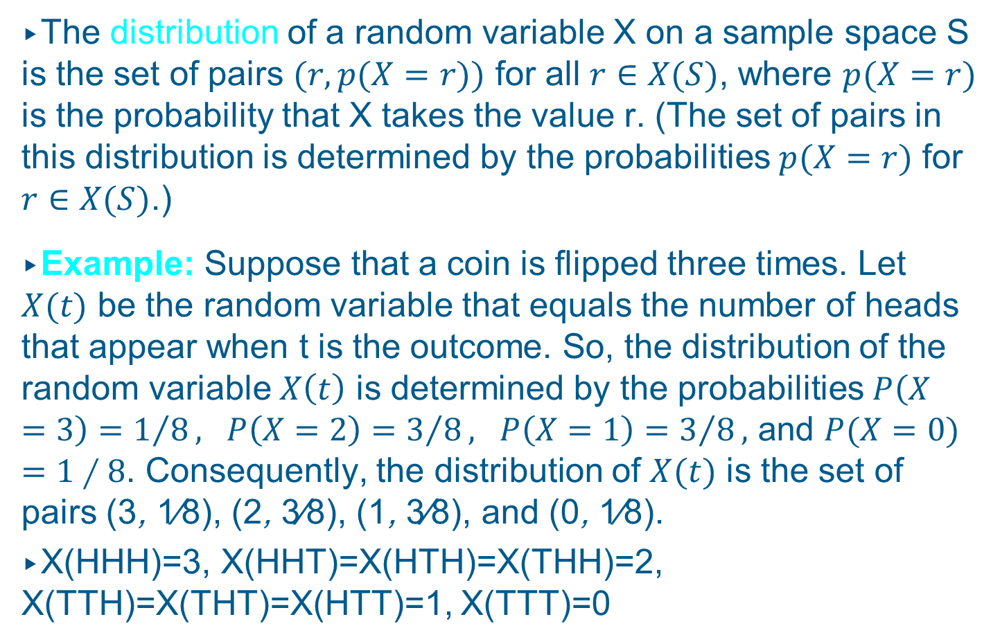 ▸The distribution of a random variable X on a sample space S
is the set of pairs (𝑟, 𝑝(𝑋 = 𝑟)) for all 𝑟 ∈ 𝑋(𝑆), where 𝑝(𝑋 = 𝑟)
is the probability that X takes the value r. (The set of pairs in
this distribution is determined by the probabilities 𝑝(𝑋 = 𝑟) for
𝑟 ∈ 𝑋(𝑆).)
▸Example: Suppose that a coin is flipped three times. Let
𝑋(𝑡) be the random variable that equals the number of heads
that appear when t is the outcome. So, the distribution of the
random variable 𝑋(𝑡) is determined by the probabilities 𝑃(𝑋
= 3) = 1/8, 𝑃(𝑋 = 2) = 3/8, 𝑃(𝑋 = 1) = 3/8, and 𝑃(𝑋 = 0)
= 1 / 8. Consequently, the distribution of 𝑋(𝑡) is the set of
pairs (3, 1⁄8), (2, 3⁄8), (1, 3⁄8), and (0, 1⁄8).
▸X(HHH)=3, X(HHT)=X(HTH)=X(THH)=2,
X(TTH)=X(THT)=X(HTT)=1, X(TTT)=0